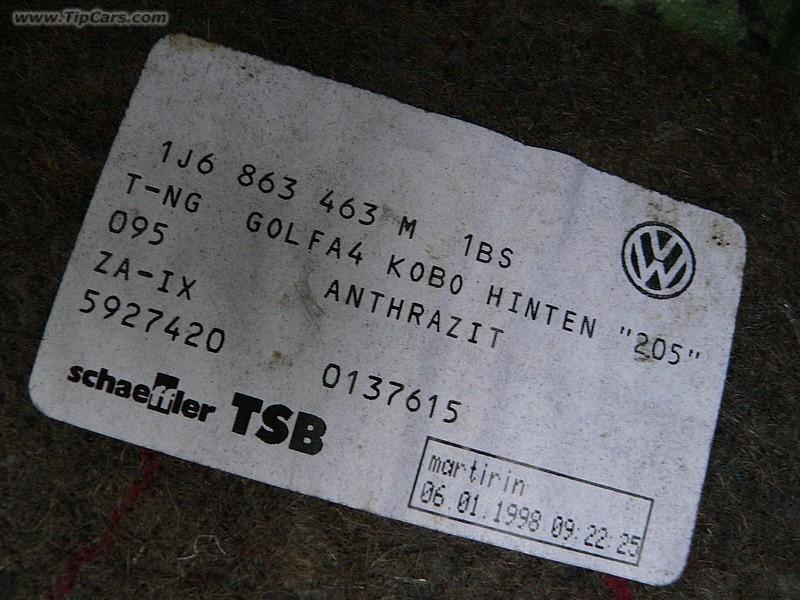 www.TipCars.com
1J6 863 463 M 1BS
T-NG GOLFA4 KOBO HINTEN "205"
095 ANTHRAZIT
ZA-IX
5927420 0137615
schaeffler TSB
martirin
06.01.1998 09:22:25